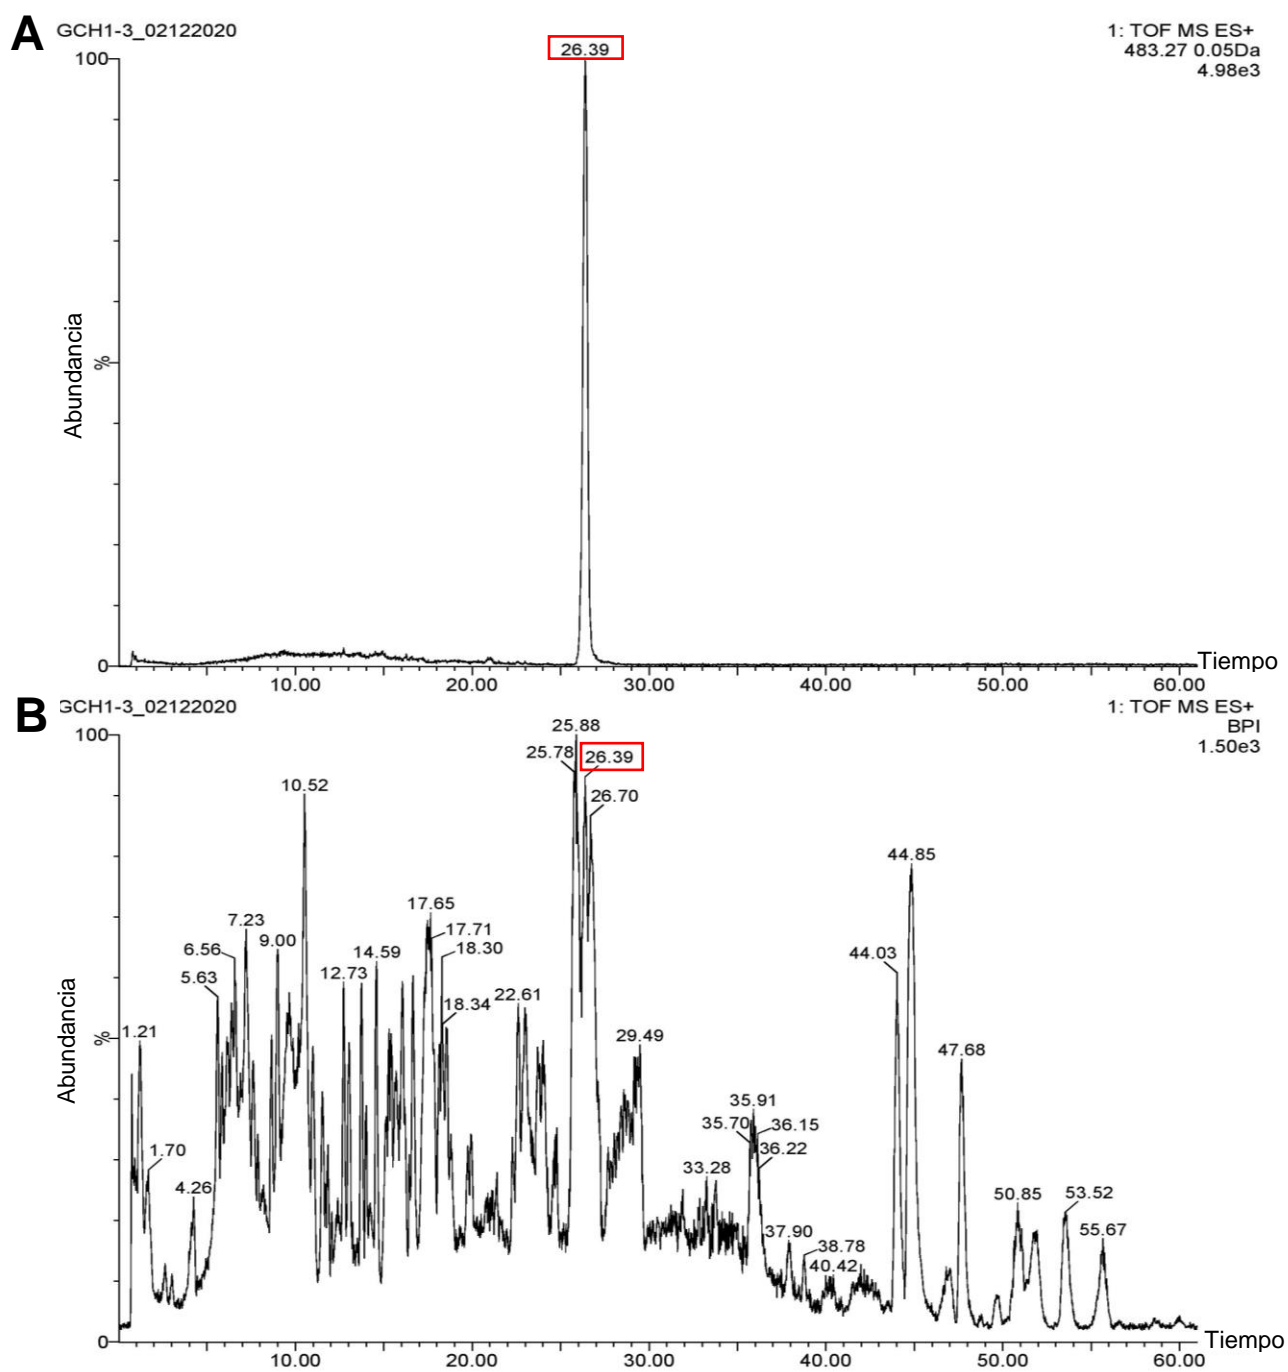 A
GCH1-3_02122020
1: TOF MS ES+
483.27 0.05Da
4.98e3
26.39
100
Abundancia
%
0
10.00 20.00 30.00 40.00 50.00 60.00
Tiempo
B
GCH1-3_02122020
1: TOF MS ES+
BPI
1.50e3
100
25.88
25.78
26.39
26.70
10.52
44.85
7.23
17.65
9.00
17.71
6.56
14.59
18.30
44.03
5.63
12.73
18.34
22.61
1.21
29.49
47.68
Abundancia
%
35.91
35.70
36.15
1.70
36.22
33.28
4.26
50.85
53.52
37.90
55.67
38.78
40.42
0
10.00 20.00 30.00 40.00 50.00 60.00
Tiempo